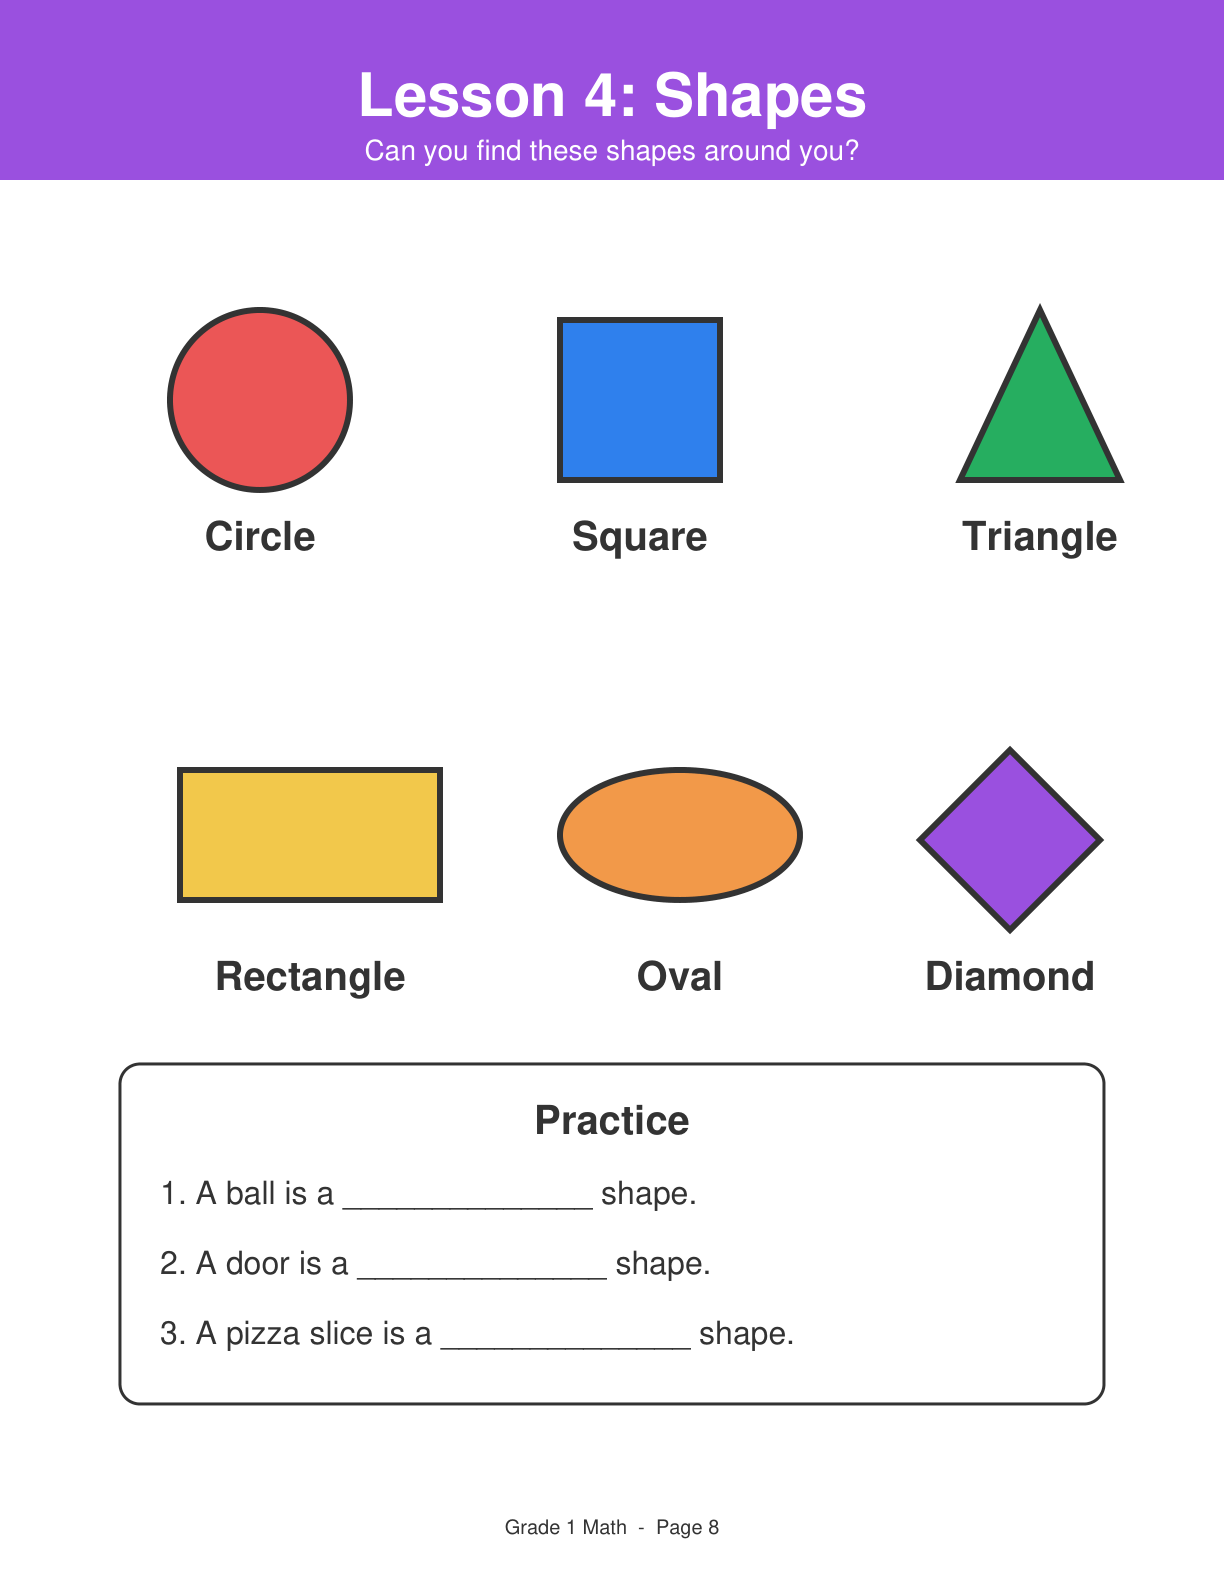 Lesson 4: Shapes
Can you find these shapes around you?
Circle
Square
Triangle
Rectangle
Oval
Diamond
Practice
1. A ball is a ______________ shape.
2. A door is a ______________ shape.
3. A pizza slice is a ______________ shape.
Grade 1 Math - Page 8